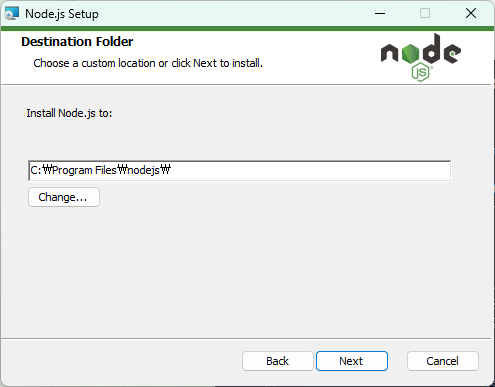 Node.js Setup
Destination Folder
Choose a custom location or click Next to install.
node
JS
Install Node.js to:
C:₩Program Files₩nodejs₩
Change...
Back
Next
Cancel